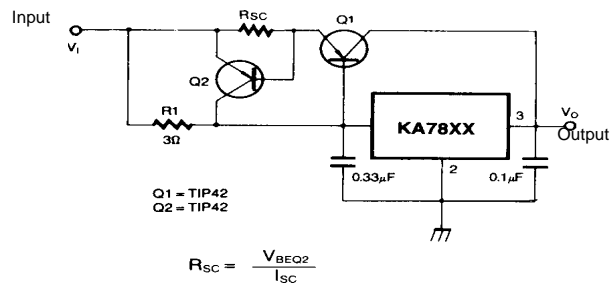 Input
VI
RSC
Q1
Q2
R1
3Ω
KA78XX
3
VO
Output
2
0.33μF
0.1μF
Q1 = TIP42
Q2 = TIP42
RSC = VBEQ2
ISC